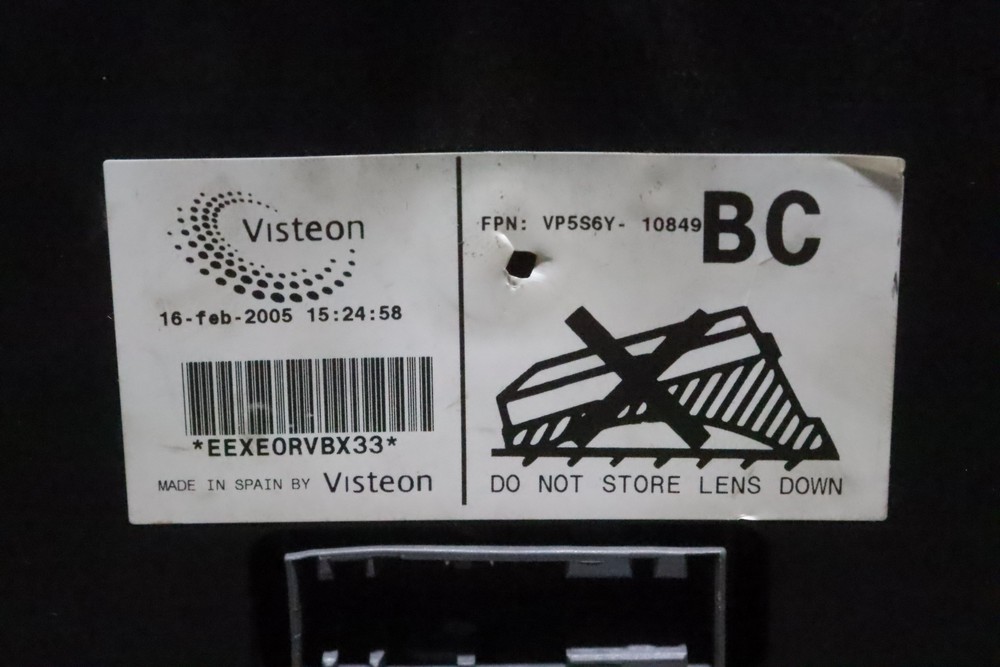 Visteon
16-feb-2005 15:24:58
*EEXE0RVBX33*
MADE IN SPAIN BY Visteon
FPN: VP5S6Y- 10849 BC
DO NOT STORE LENS DOWN